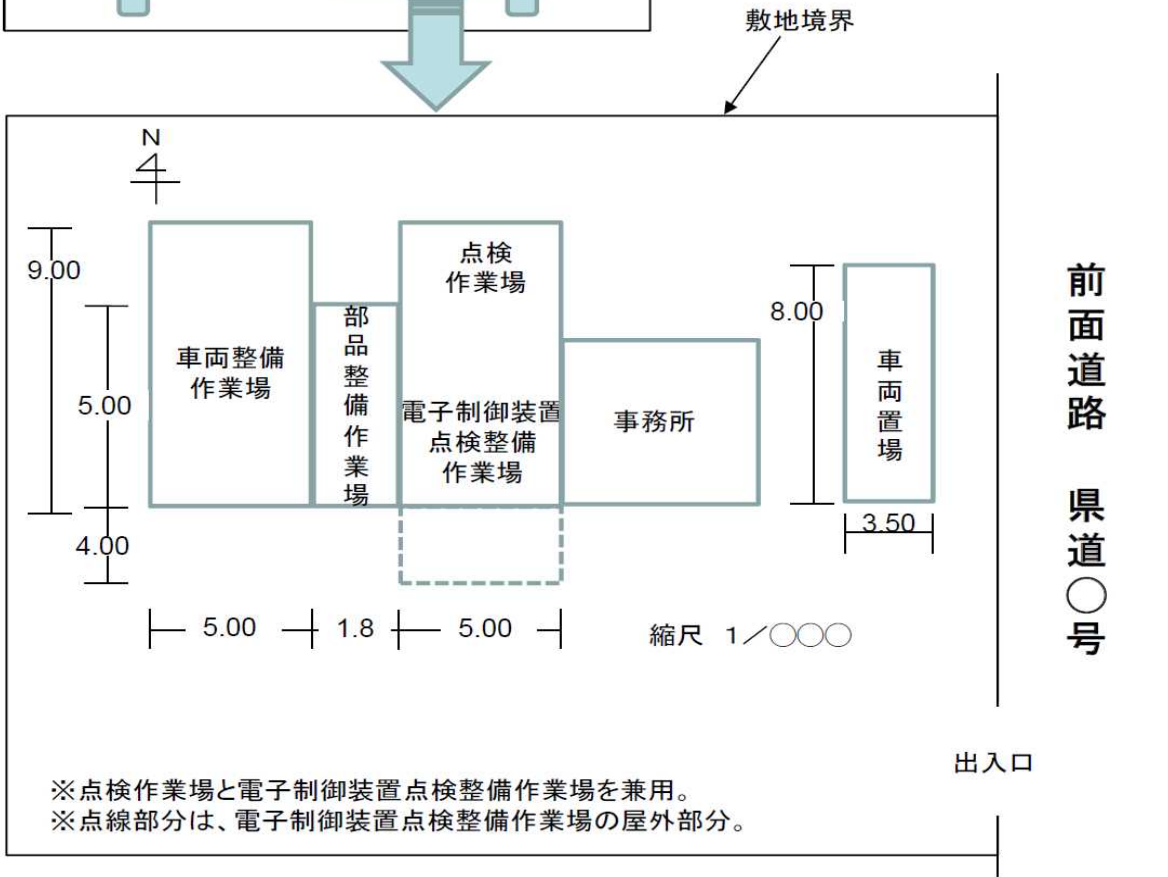 敷地境界
N
9.00
点検
作業場
8.00
部品整備作業場
車両整備
作業場
5.00
電子制御装置
点検整備
作業場
事務所
車両置場
前面道路　県道○号
4.00
3.50
5.00
1.8
5.00
縮尺　1／○○○
出入口
※点検作業場と電子制御装置点検整備作業場を兼用。
※点線部分は、電子制御装置点検整備作業場の屋外部分。